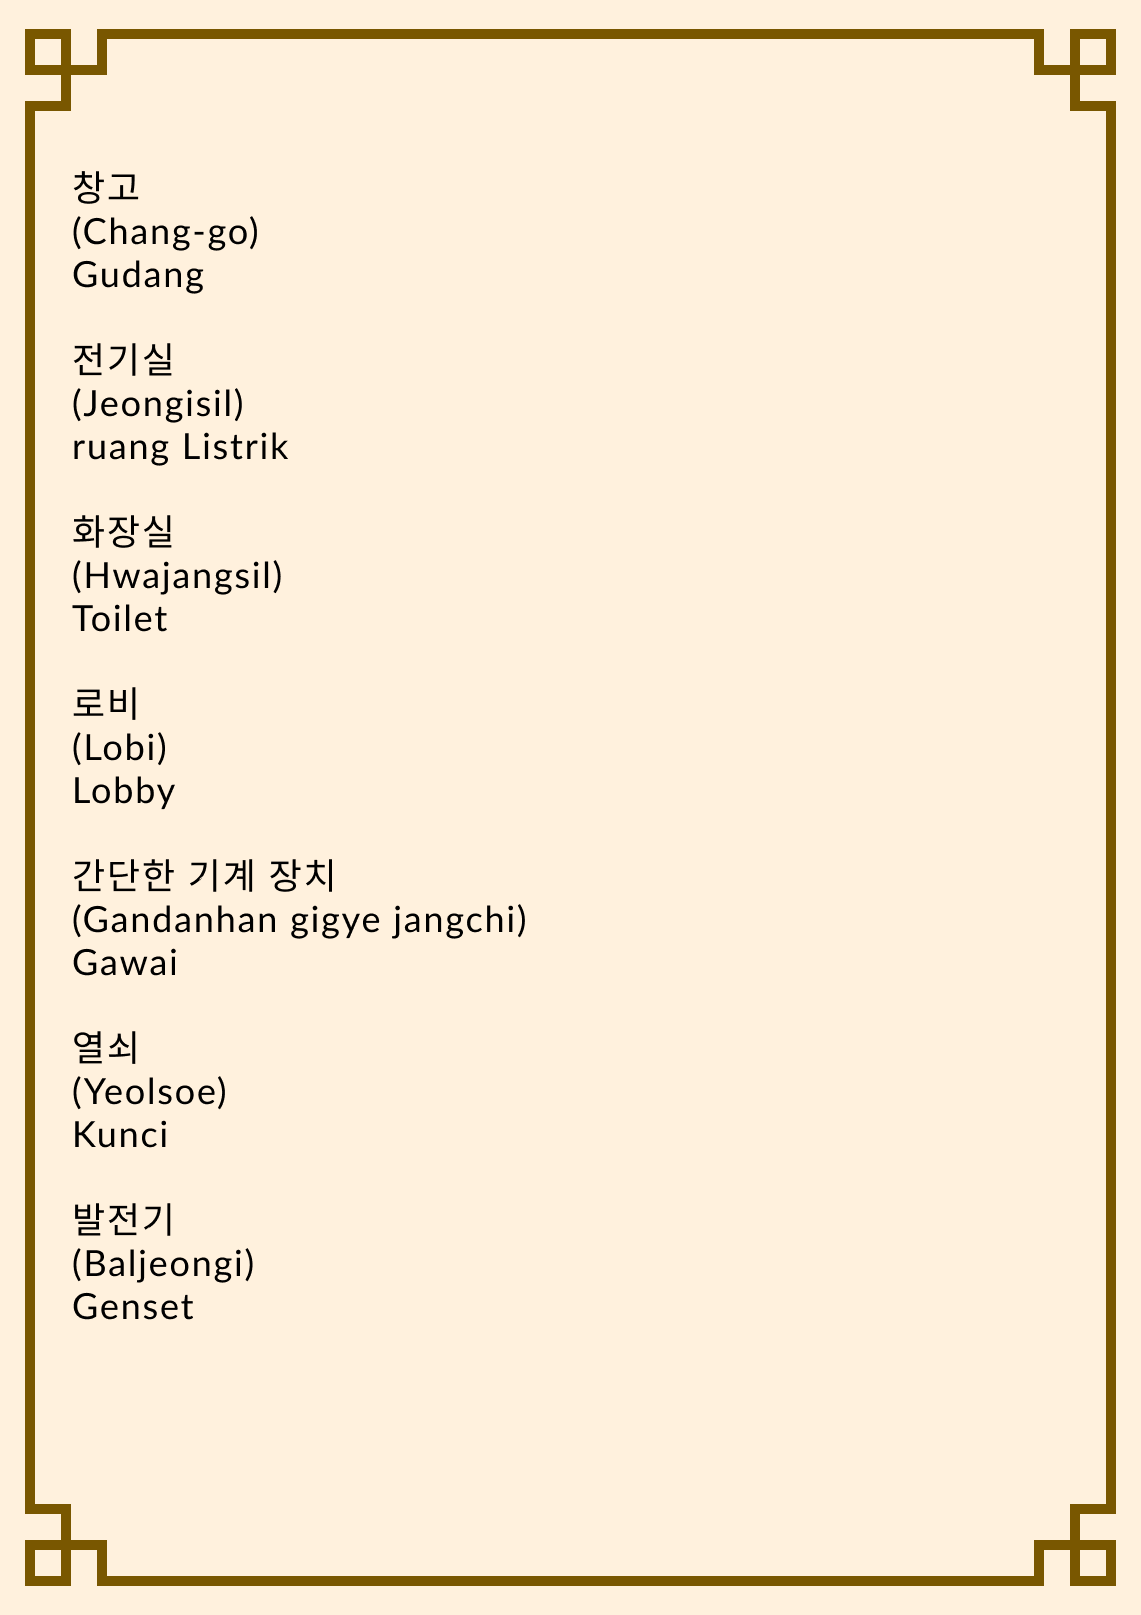 창고
(Chang-go)
Gudang
전기실
(Jeongisil)
ruang Listrik
화장실
(Hwajangsil)
Toilet
로비
(Lobi)
Lobby
간단한 기계 장치
(Gandanhan gigye jangchi)
Gawai
열쇠
(Yeolsoe)
Kunci
발전기
(Baljeongi)
Genset